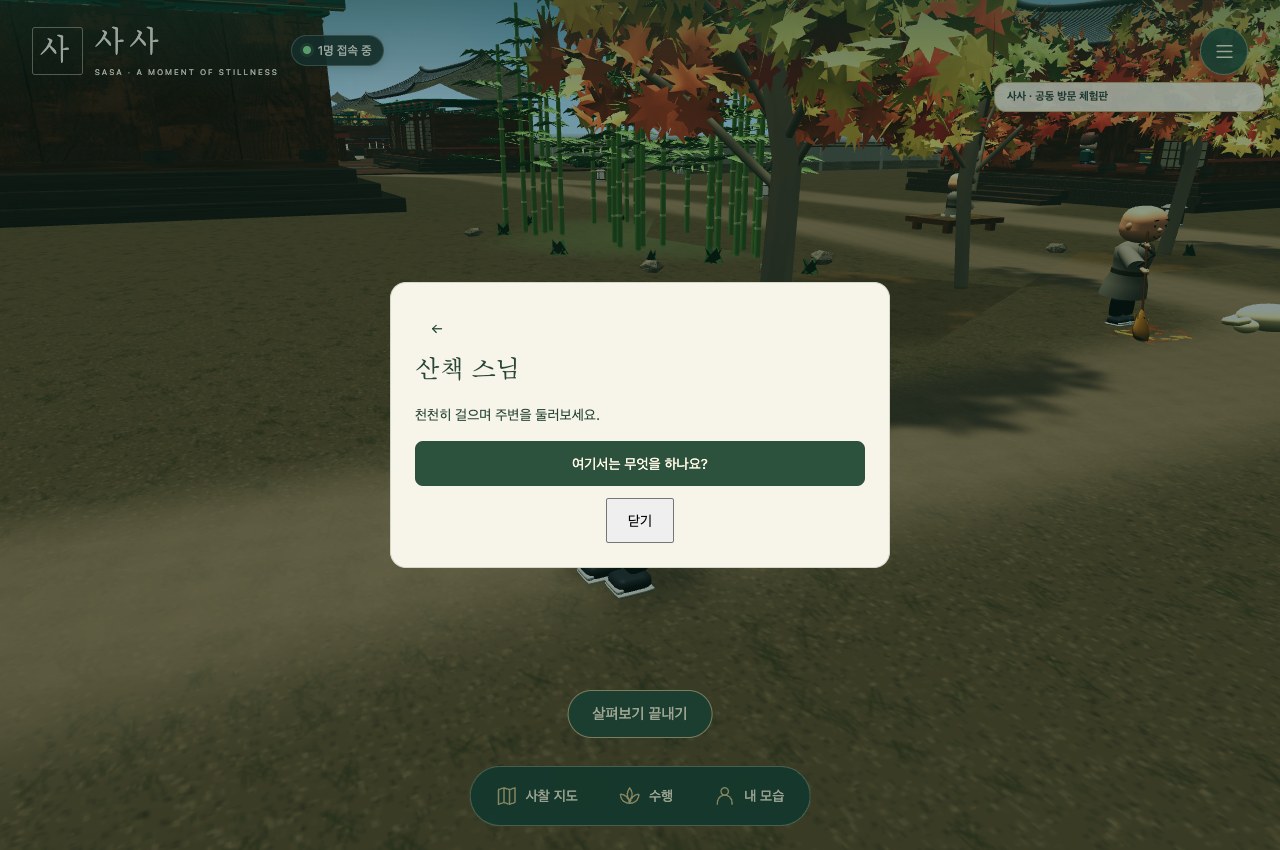 사
사사
SASA · A MOMENT OF STILLNESS
1명 접속 중
사사 · 공동 방문 체험판
←
산책 스님
천천히 걸으며 주변을 둘러보세요.
여기서는 무엇을 하나요?
닫기
살펴보기 끝내기
사찰 지도
수행
내 모습